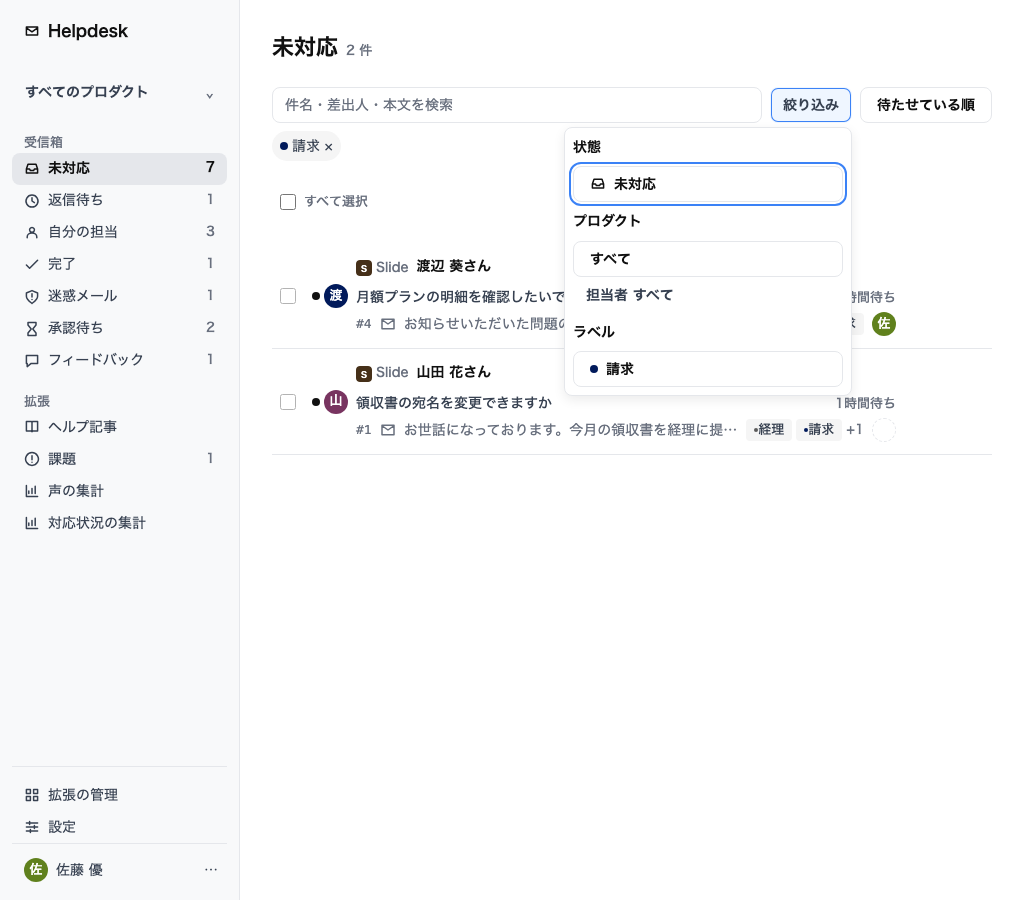 Helpdesk
すべてのプロダクト
受信箱
未対応 7
返信待ち 1
自分の担当 3
完了 1
迷惑メール 1
承認待ち 2
フィードバック 1
拡張
ヘルプ記事
課題 1
声の集計
対応状況の集計
拡張の管理
設定
佐 佐藤 優 …
未対応 2 件
件名・差出人・本文を検索 絞り込み 待たせている順
請求 ×
すべて選択
状態
未対応
プロダクト
すべて
担当者 すべて
ラベル
請求
S Slide 渡辺 葵さん
渡 月額プランの明細を確認したいで 時間待ち
#4 お知らせいただいた問題 佐
S Slide 山田 花さん
山 領収書の宛名を変更できますか 1時間待ち
#1 お世話になっております。今月の領収書を経理に提… •経理 •請求 +1